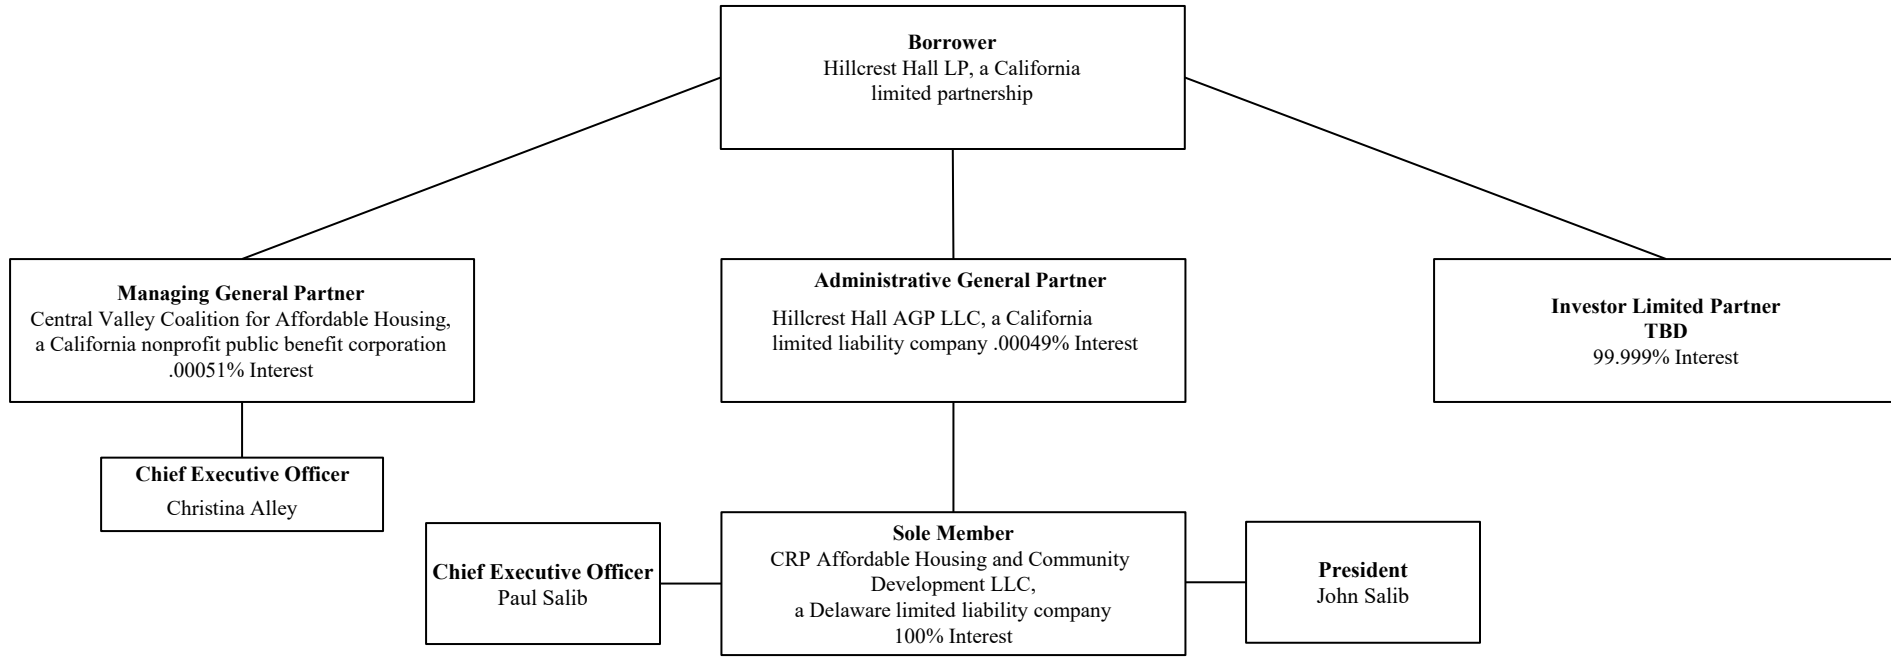 Borrower
Hillcrest Hall LP, a California
limited partnership
Managing General Partner
Central Valley Coalition for Affordable Housing,
a California nonprofit public benefit corporation
.00051% Interest
Administrative General Partner
Hillcrest Hall AGP LLC, a California
limited liability company .00049% Interest
Investor Limited Partner
TBD
99.999% Interest
Chief Executive Officer
Christina Alley
Chief Executive Officer
Paul Salib
Sole Member
CRP Affordable Housing and Community
Development LLC,
a Delaware limited liability company
100% Interest
President
John Salib